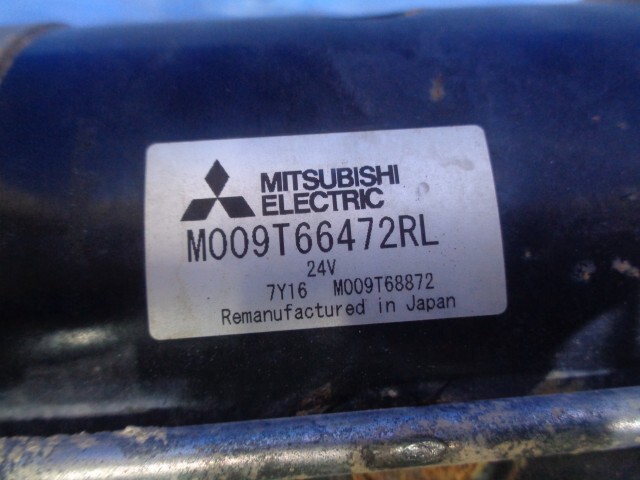 MITSUBISHI
ELECTRIC
M009T66472RL
24V
7Y16 M009T68872
Remanufactured in Japan